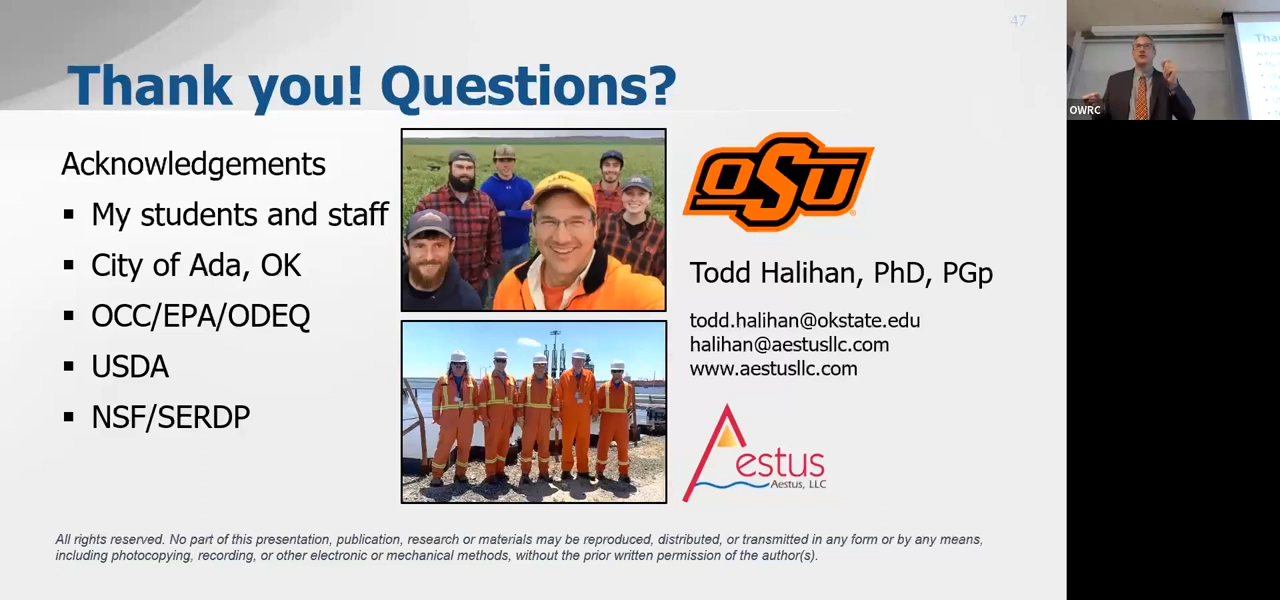 47
Thank you! Questions?
Acknowledgements
▪ My students and staff
▪ City of Ada, OK
▪ OCC/EPA/ODEQ
▪ USDA
▪ NSF/SERDP
OSU
®
Todd Halihan, PhD, PGp
todd.halihan@okstate.edu
halihan@aestusllc.com
www.aestusllc.com
Aestus
Aestus, LLC
All rights reserved. No part of this presentation, publication, research or materials may be reproduced, distributed, or transmitted in any form or by any means,
including photocopying, recording, or other electronic or mechanical methods, without the prior written permission of the author(s).
OWRC
Tha